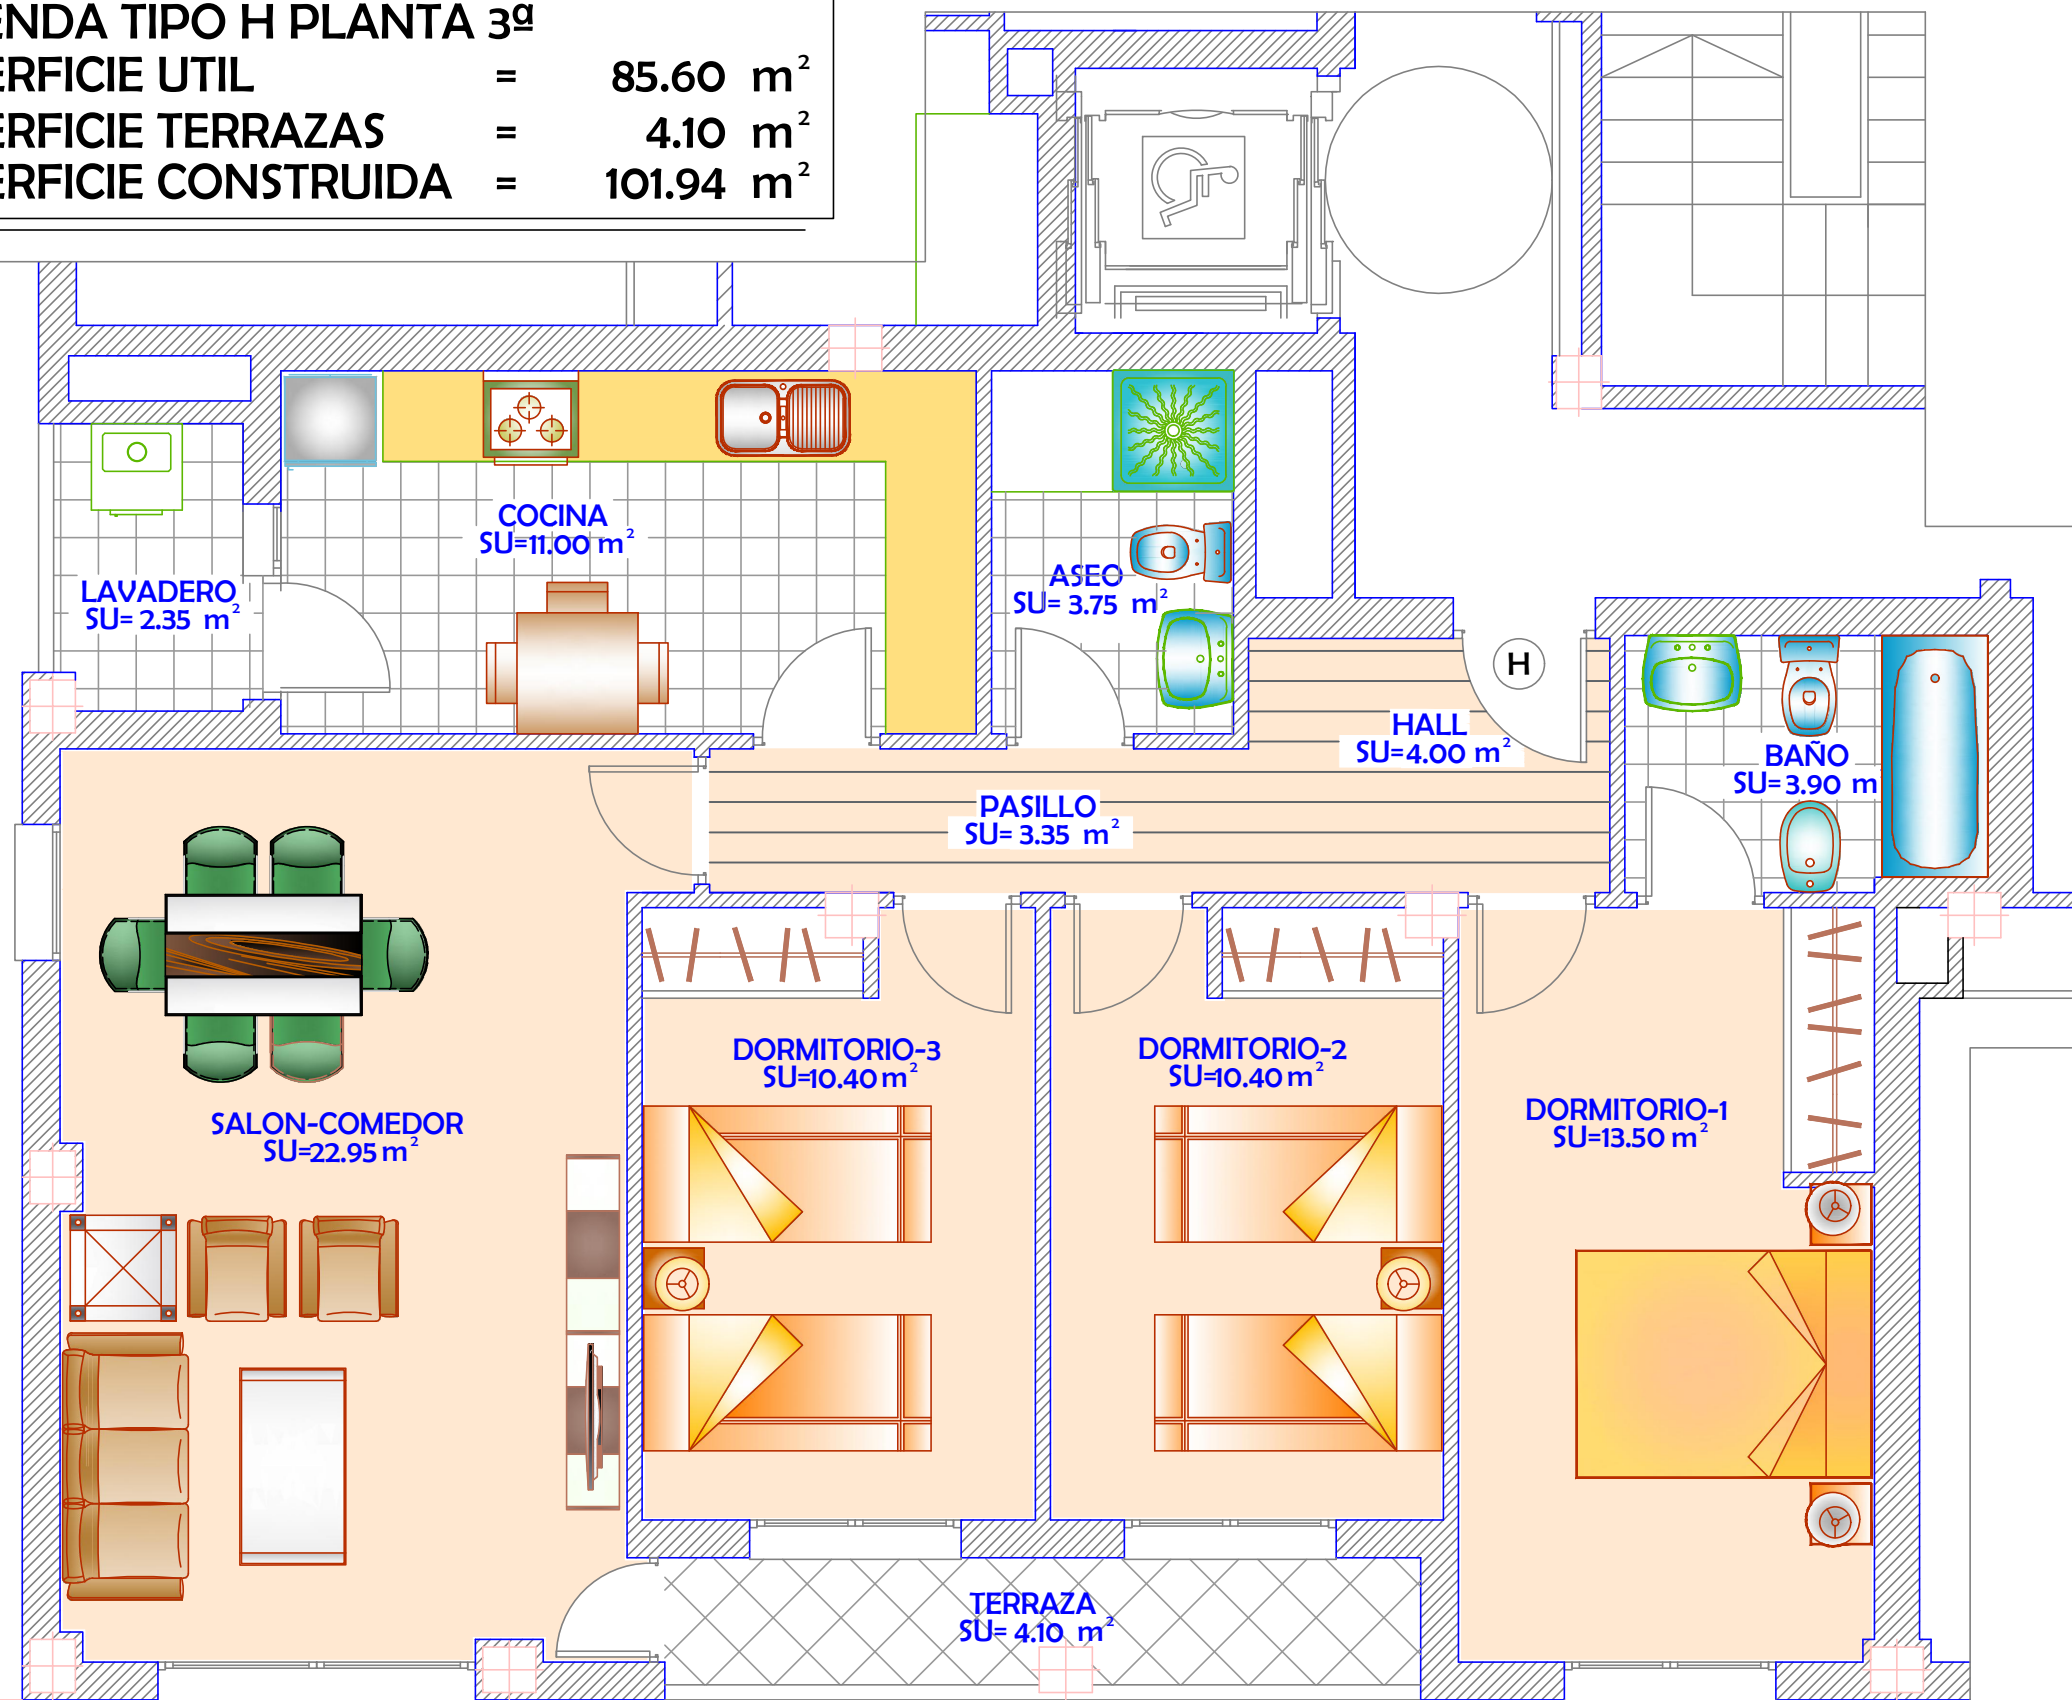 ENDA TIPO H PLANTA 3ª
ERFICIE UTIL = 85.60 m²
ERFICIE TERRAZAS = 4.10 m²
ERFICIE CONSTRUIDA = 101.94 m²
COCINA
SU=11.00 m²
LAVADERO
SU= 2.35 m²
ASEO
SU= 3.75 m²
H
HALL
SU=4.00 m²
BAÑO
SU=3.90 m
PASILLO
SU= 3.35 m²
DORMITORIO-3
SU=10.40 m²
DORMITORIO-2
SU=10.40 m²
DORMITORIO-1
SU=13.50 m²
SALON-COMEDOR
SU=22.95 m²
TERRAZA
SU= 4.10 m²